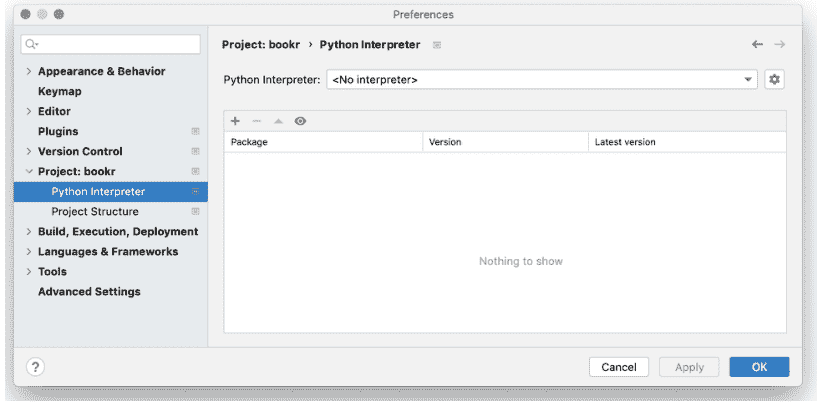 Preferences
Project: bookr › Python Interpreter
Appearance & Behavior
Keymap
Editor
Plugins
Version Control
Project: bookr
Python Interpreter
Project Structure
Build, Execution, Deployment
Languages & Frameworks
Tools
Advanced Settings
Python Interpreter: <No interpreter>
Package Version Latest version
Nothing to show
?
Cancel Apply OK